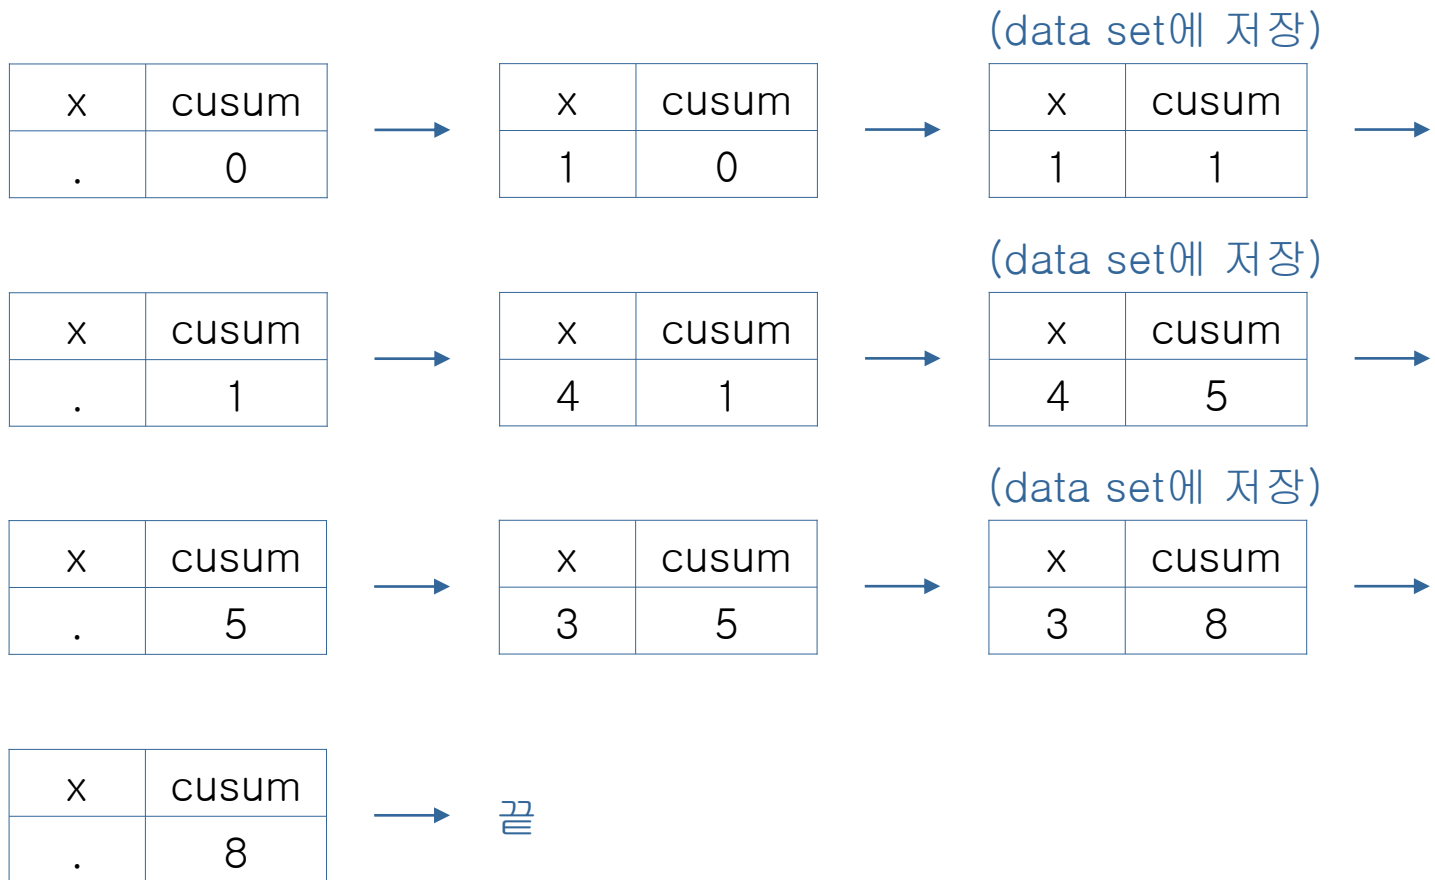 (data set에 저장)
x cusum x cusum x cusum
. 0 1 0 1 1
(data set에 저장)
x cusum x cusum x cusum
. 1 4 1 4 5
(data set에 저장)
x cusum x cusum x cusum
. 5 3 5 3 8
x cusum
. 8
끝